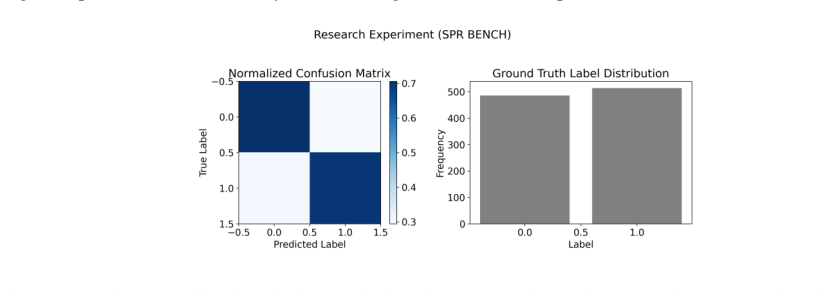 Research Experiment (SPR BENCH)
Normalized Confusion Matrix
−0.5
0.0
0.5
1.0
1.5
True Label
−0.5 0.0 0.5 1.0 1.5
Predicted Label
0.7
0.6
0.5
0.4
0.3
Ground Truth Label Distribution
500
400
300
200
100
0
Frequency
0.0 0.5 1.0
Label